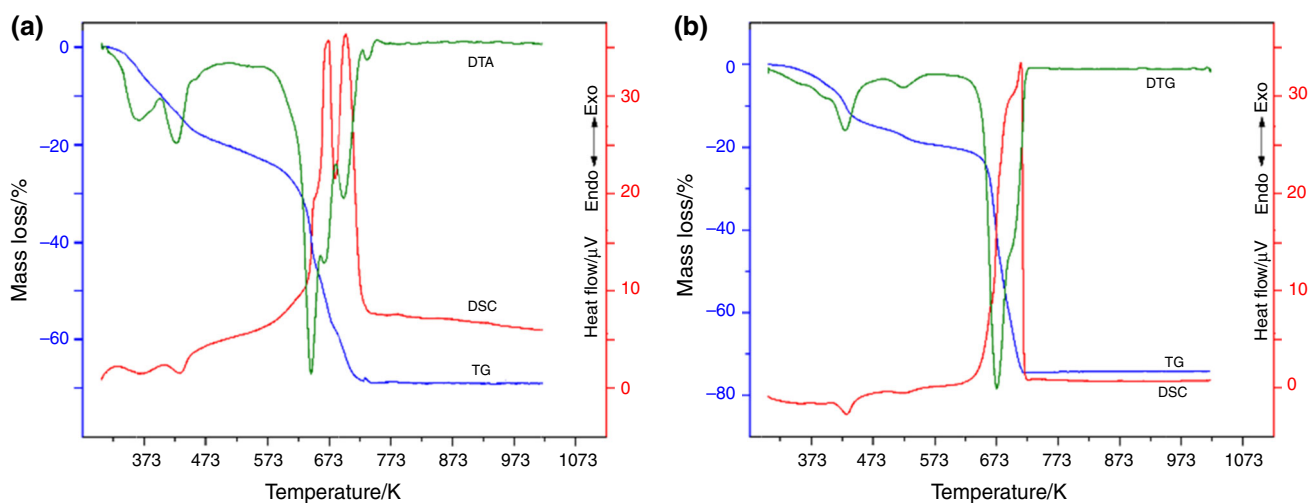 (a)
0
−20
−40
−60
Mass loss/%
DTA
DSC
TG
30
20
10
0
Heat flow/μV Endo Exo
373 473 573 673 773 873 973 1073
Temperature/K
(b)
0
−20
−40
−60
−80
Mass loss/%
DTG
TG
DSC
30
20
10
0
Heat flow/μV Endo Exo
373 473 573 673 773 873 973 1073
Temperature/K